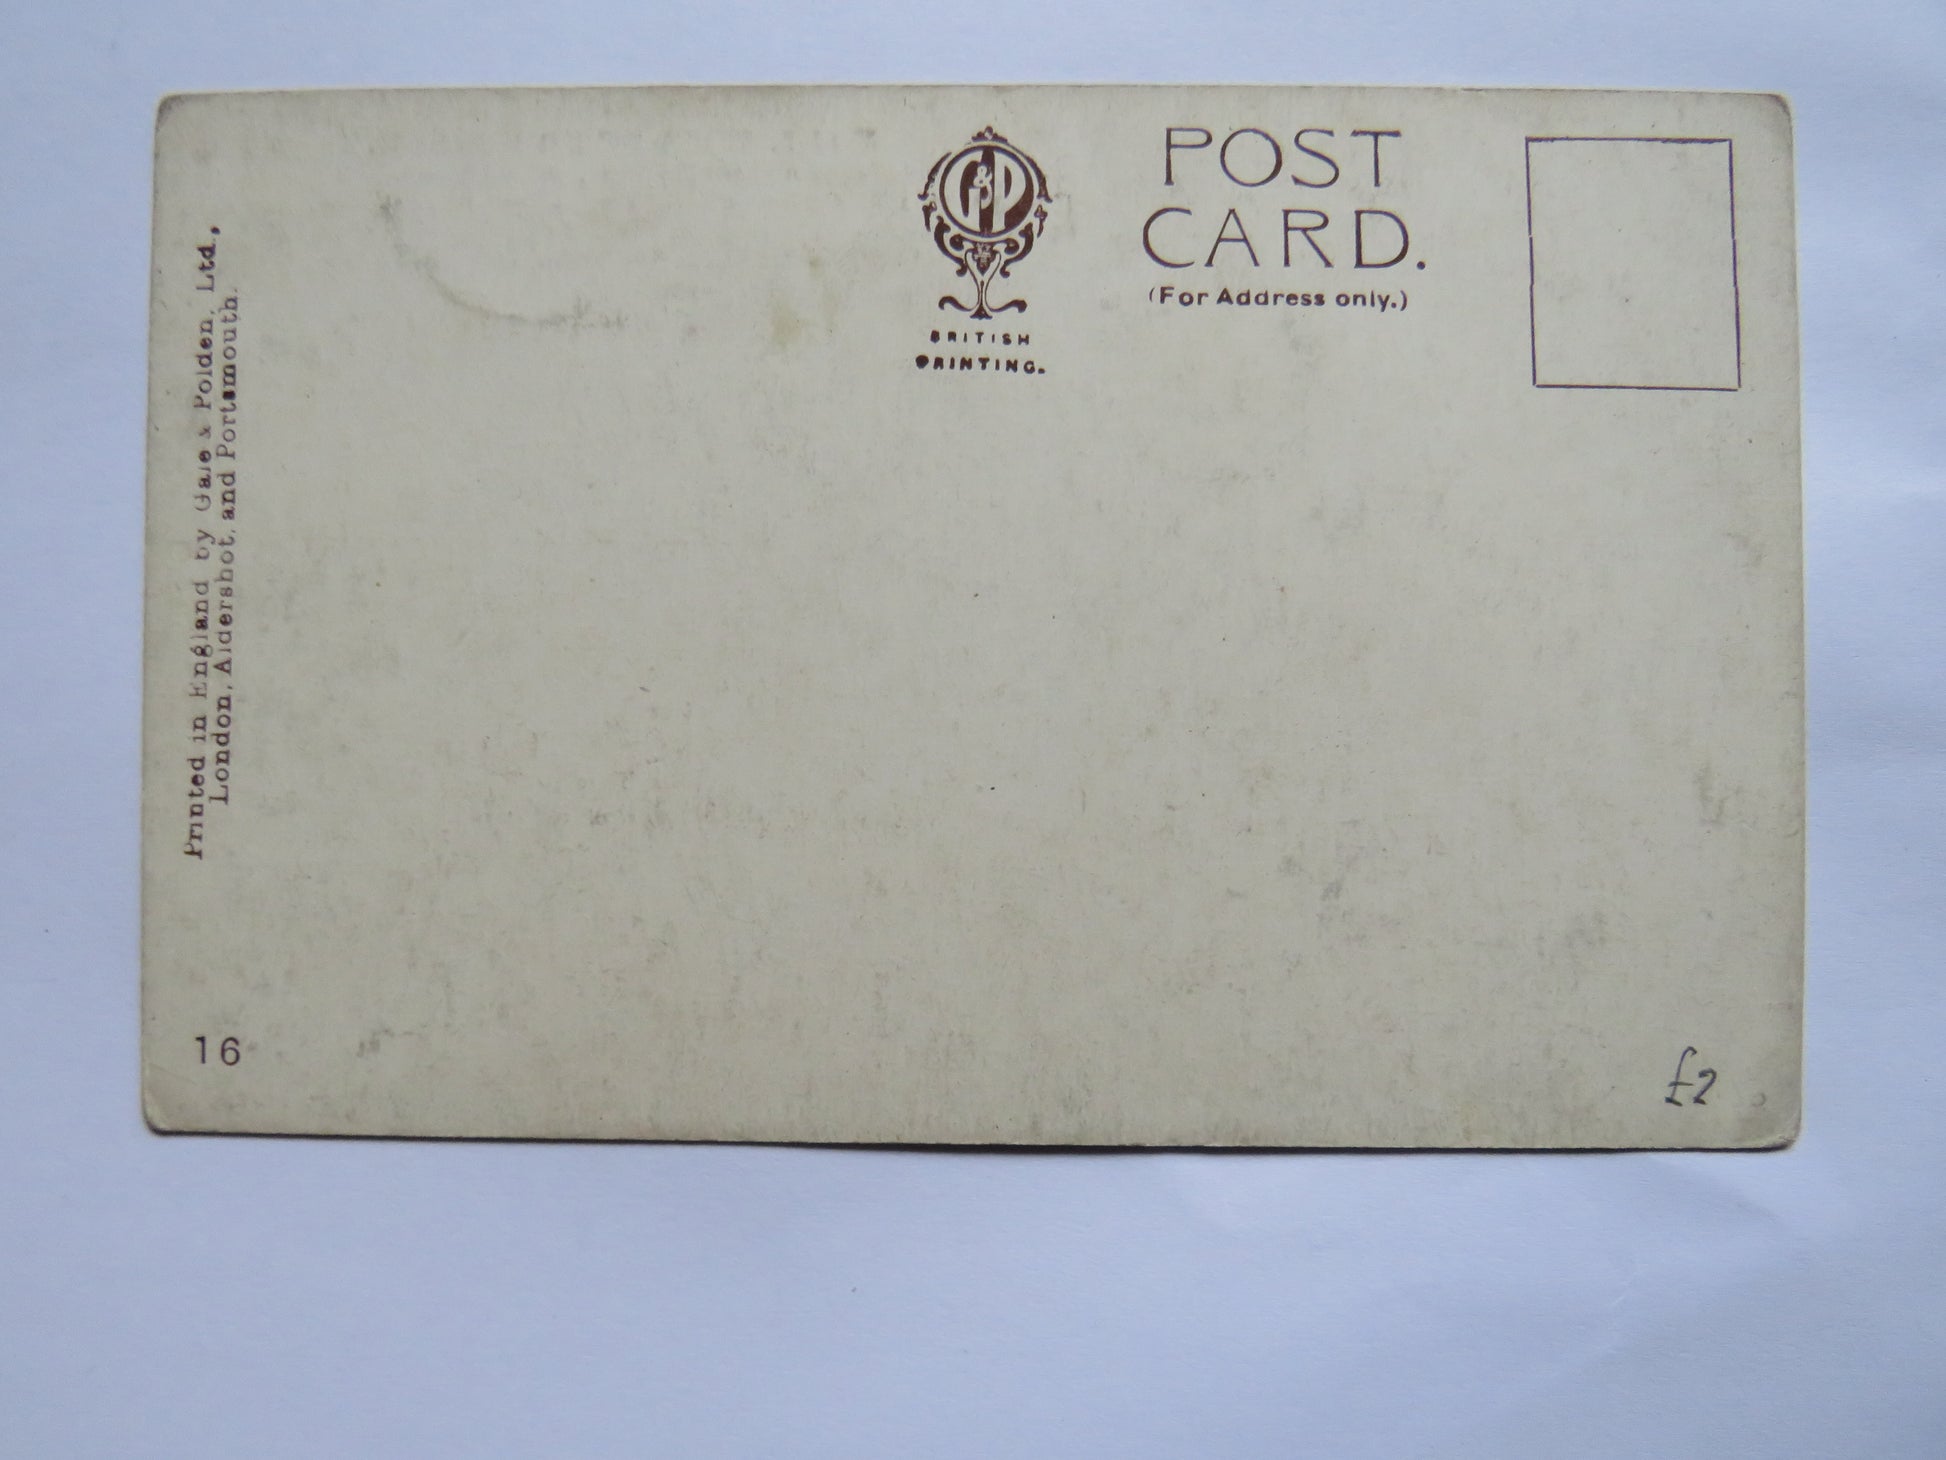 POST
CARD.
(For Address only.)
G&P
BRITISH
PRINTING.
Printed in England by Gale & Polden, Ltd.,
London, Aldershot, and Portsmouth.
16
£2